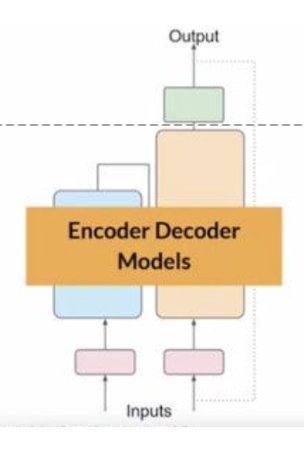 Output
Encoder Decoder
Models
Inputs